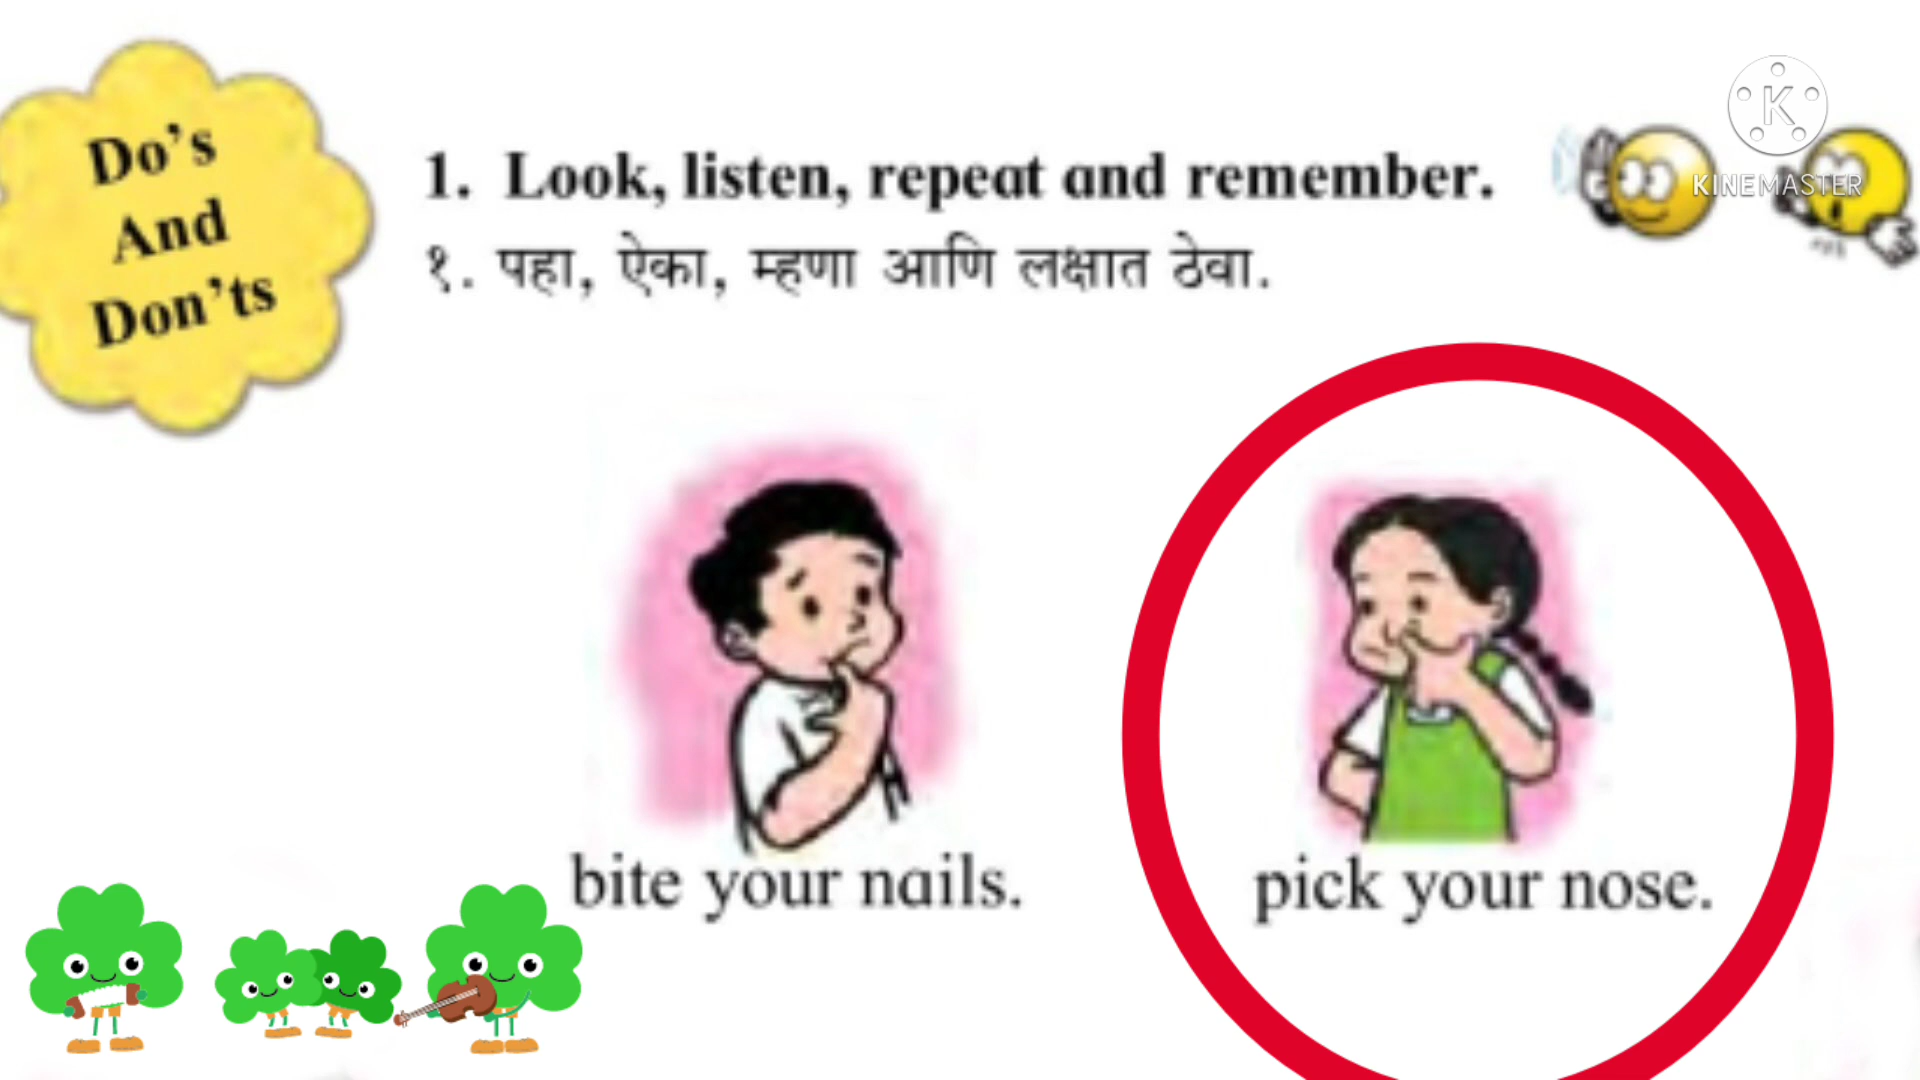 Do's
And
Don'ts
1. Look, listen, repeat and remember.
१. पहा, ऐका, म्हणा आणि लक्षात ठेवा.
K
KINEMASTER
bite your nails.
pick your nose.